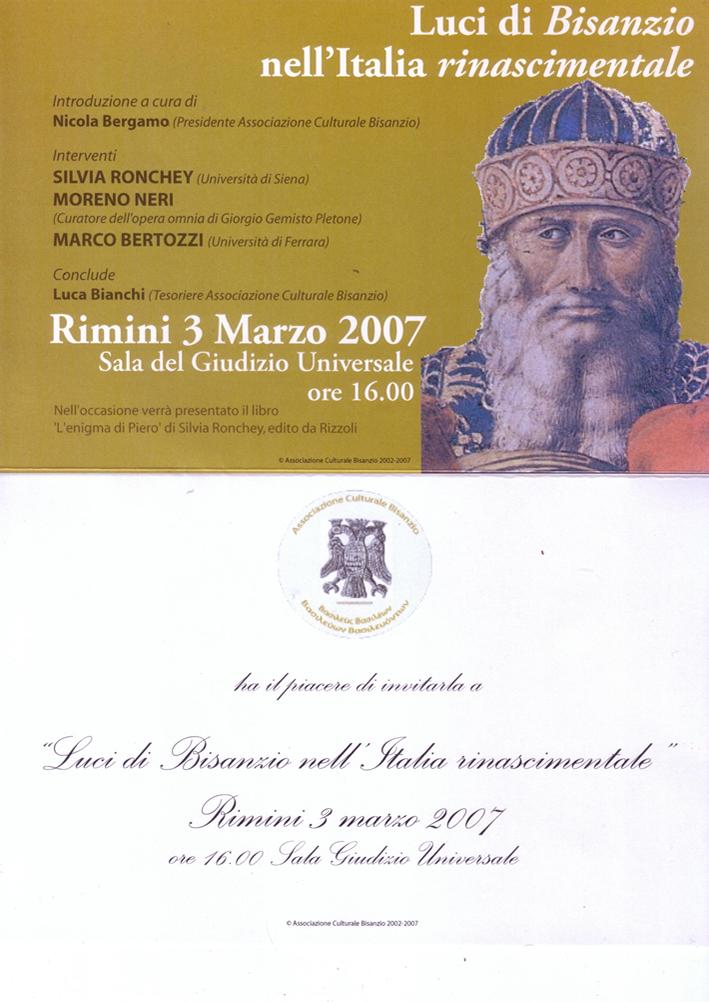 Luci di Bisanzio
nell'Italia rinascimentale
Introduzione a cura di
Nicola Bergamo (Presidente Associazione Culturale Bisanzio)
Interventi
SILVIA RONCHEY (Università di Siena)
MORENO NERI
(Curatore dell'opera omnia di Giorgio Gemisto Pletone)
MARCO BERTOZZI (Università di Ferrara)
Conclude
Luca Bianchi (Tesoriere Associazione Culturale Bisanzio)
Rimini 3 Marzo 2007
Sala del Giudizio Universale
ore 16.00
Nell'occasione verrà presentato il libro
'L'enigma di Piero' di Silvia Ronchey, edito da Rizzoli
© Associazione Culturale Bisanzio 2002-2007
Associazione Culturale Bisanzio
Βασιλεὺς Βασιλέων
Βασιλεύων Βασιλευόντων
ha il piacere di invitarla a
"Luci di Bisanzio nell'Italia rinascimentale"
Rimini 3 marzo 2007
ore 16.00 Sala Giudizio Universale
© Associazione Culturale Bisanzio 2002-2007